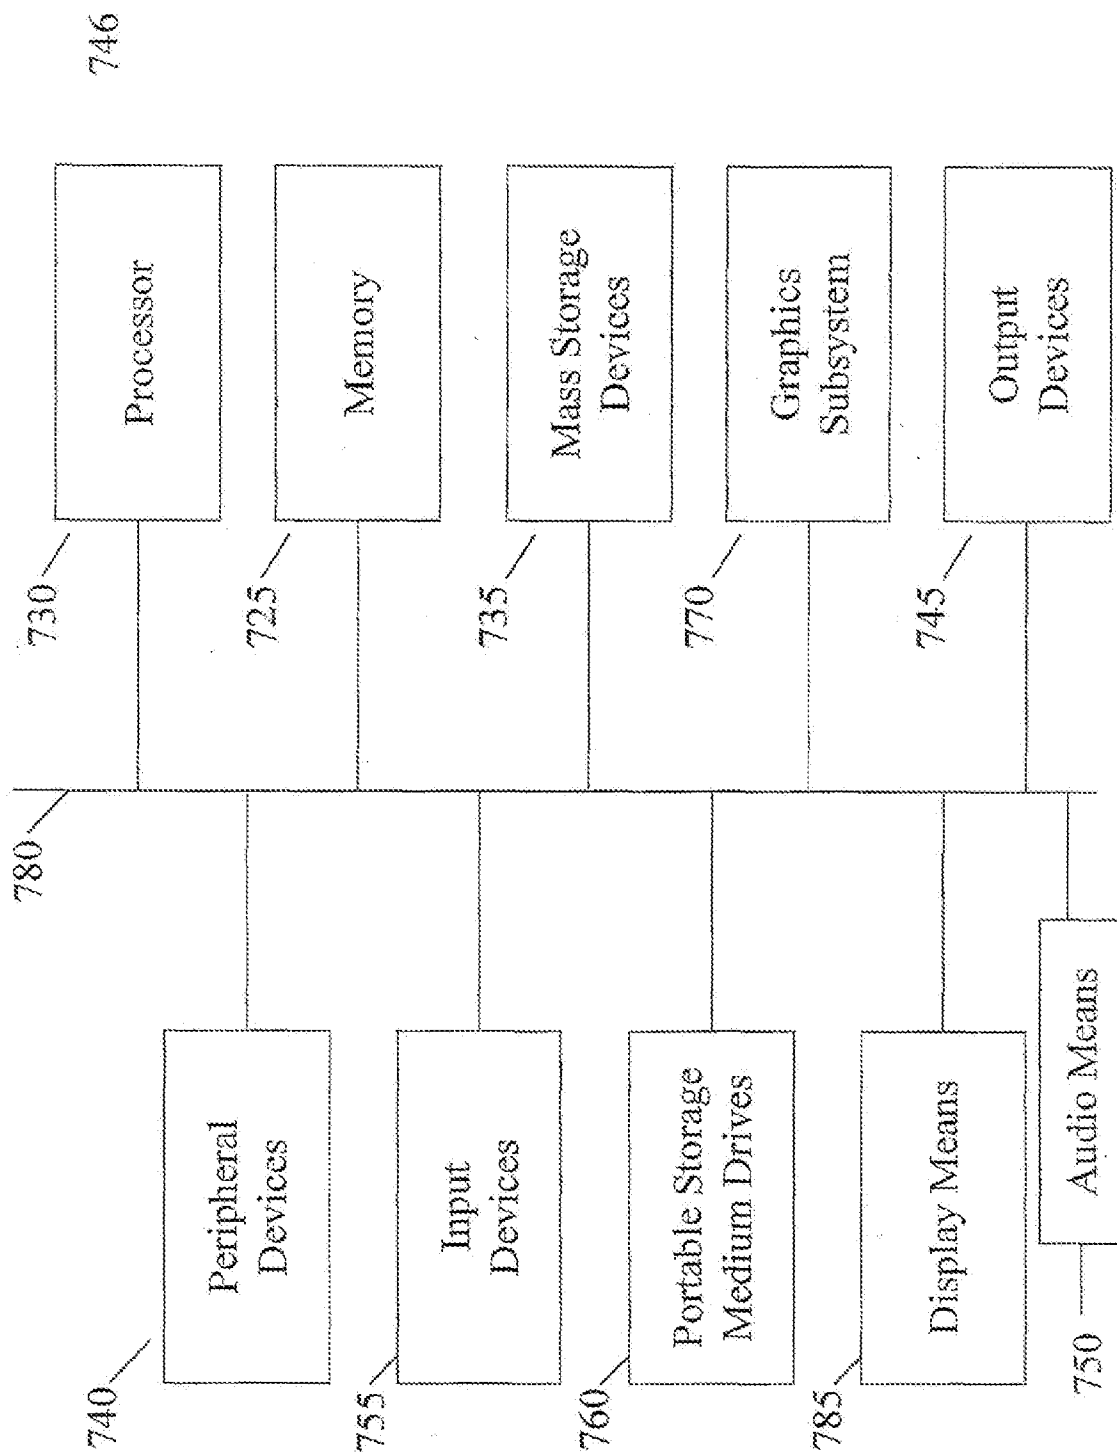 746
730
Processor
725
Memory
735
Mass Storage
Devices
770
Graphics
Subsystem
745
Output
Devices
780
740
Peripheral
Devices
755
Input
Devices
760
Portable Storage
Medium Drives
785
Display Means
750
Audio Means